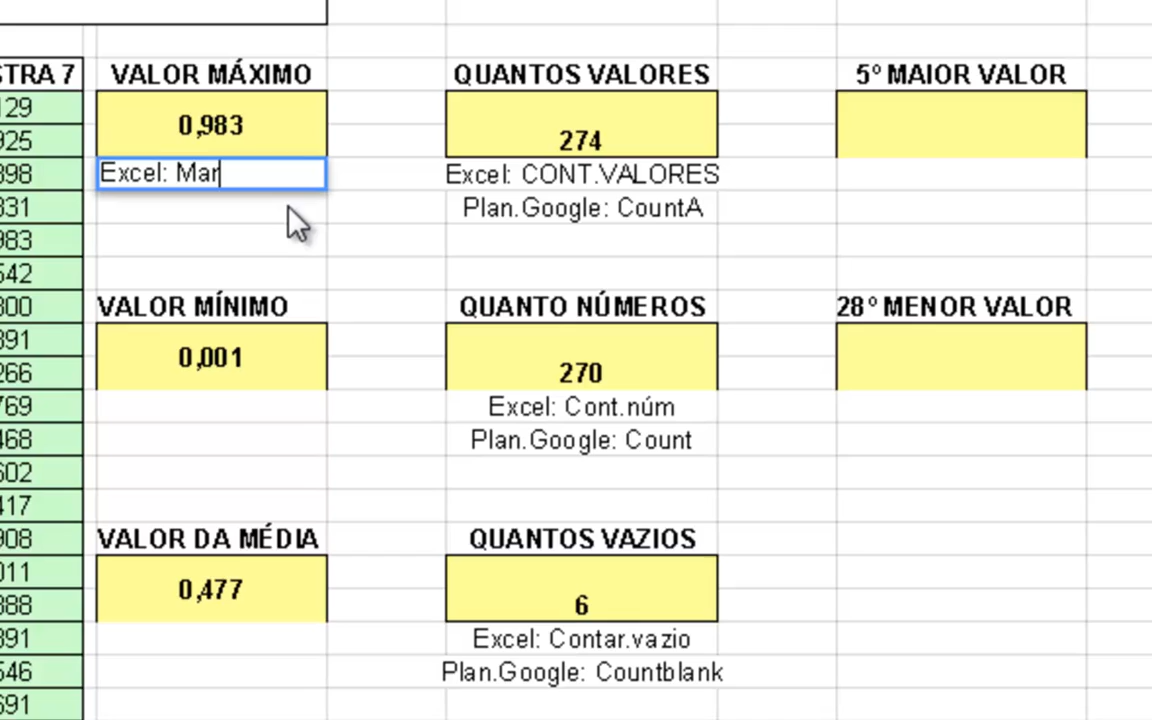 STRA 7 VALOR MÁXIMO QUANTOS VALORES 5º MAIOR VALOR
129 0,983
925 274
898 Excel: Mar Excel: CONT.VALORES
831 Plan.Google: CountA
983
542
300 VALOR MÍNIMO QUANTO NÚMEROS 28º MENOR VALOR
391 0,001
266 270
769 Excel: Cont.núm
468 Plan.Google: Count
602
417
908 VALOR DA MÉDIA QUANTOS VAZIOS
011 0,477
388 6
391 Excel: Contar.vazio
546 Plan.Google: Countblank
691